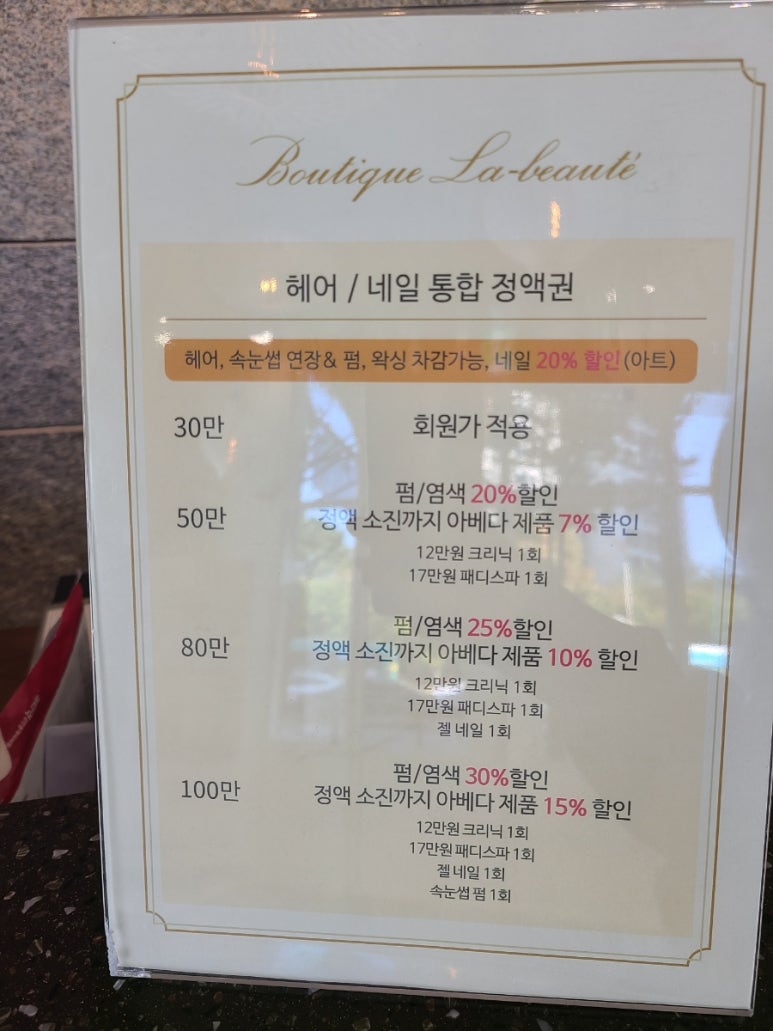 Boutique La-beauté
헤어 / 네일 통합 정액권
헤어, 속눈썹 연장 & 펌, 왁싱 차감가능, 네일 20% 할인(아트)
30만 회원가 적용
펌/염색 20%할인
50만 정액 소진까지 아베다 제품 7% 할인
12만원 크리닉 1회
17만원 패디스파 1회
펌/염색 25%할인
80만 정액 소진까지 아베다 제품 10% 할인
12만원 크리닉 1회
17만원 패디스파 1회
젤 네일 1회
펌/염색 30%할인
100만 정액 소진까지 아베다 제품 15% 할인
12만원 크리닉 1회
17만원 패디스파 1회
젤 네일 1회
속눈썹 펌 1회